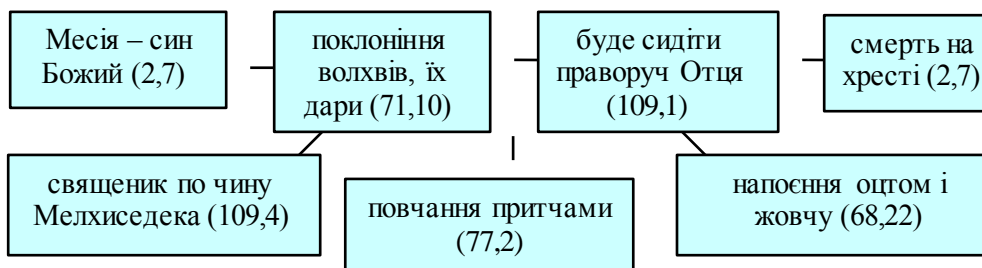 Месія – син
Божий (2,7)
поклоніння
волхвів, їх
дари (71,10)
буде сидіти
праворуч Отця
(109,1)
смерть на
хресті (2,7)
священик по чину
Мелхиседека (109,4)
повчання притчами
(77,2)
напоєння оцтом і
жовчу (68,22)